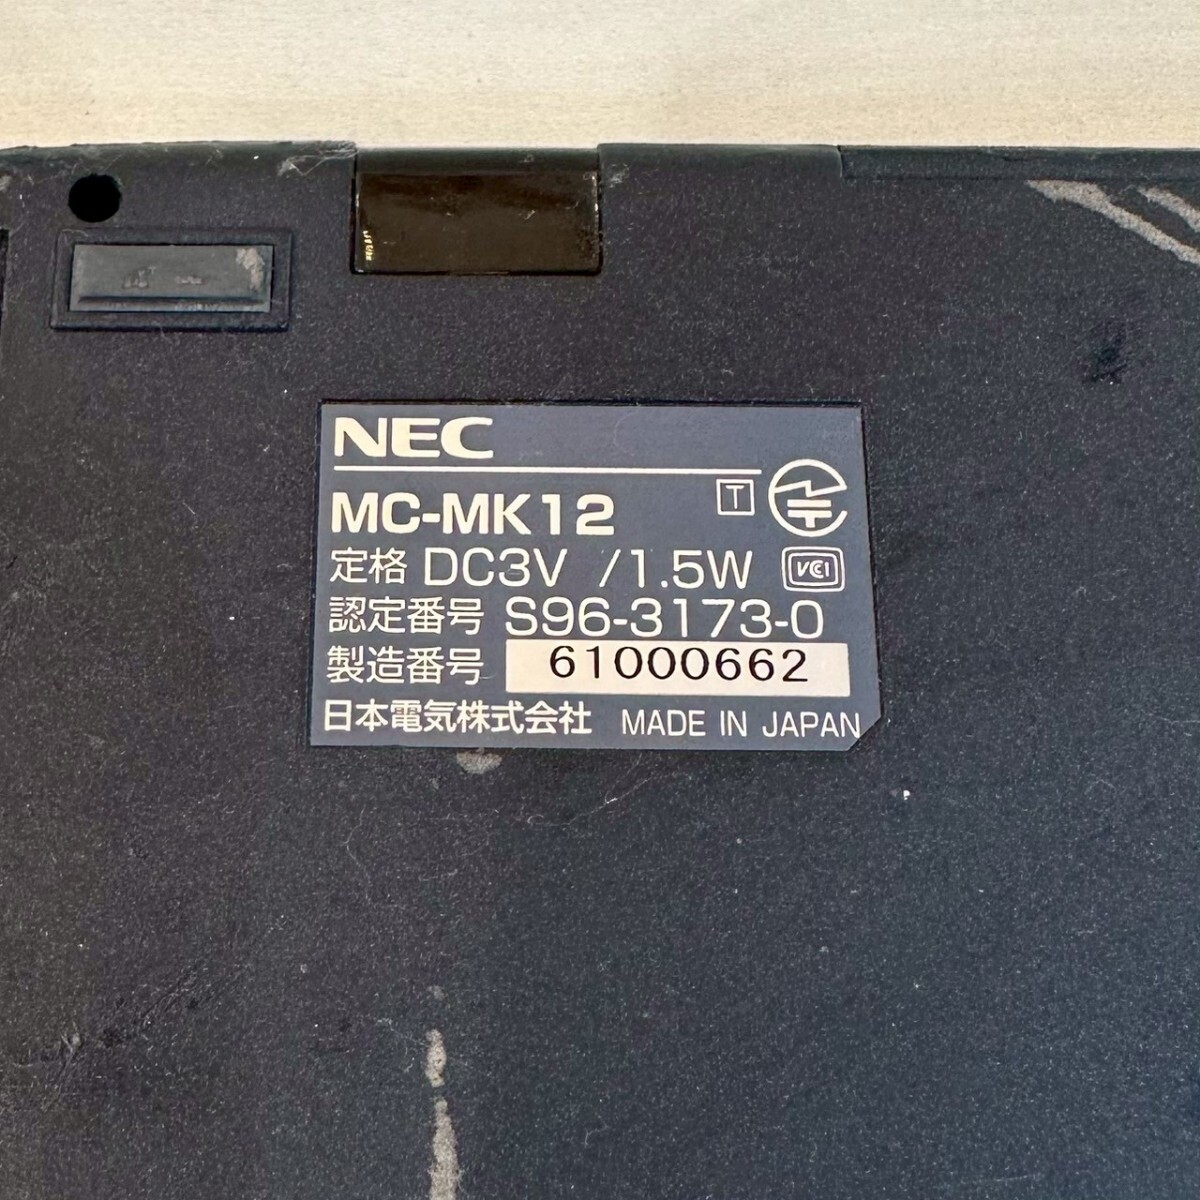 NEC
MC-MK12 T
定格 DC3V /1.5W VCI
認定番号 S96-3173-0
製造番号 61000662
日本電気株式会社 MADE IN JAPAN